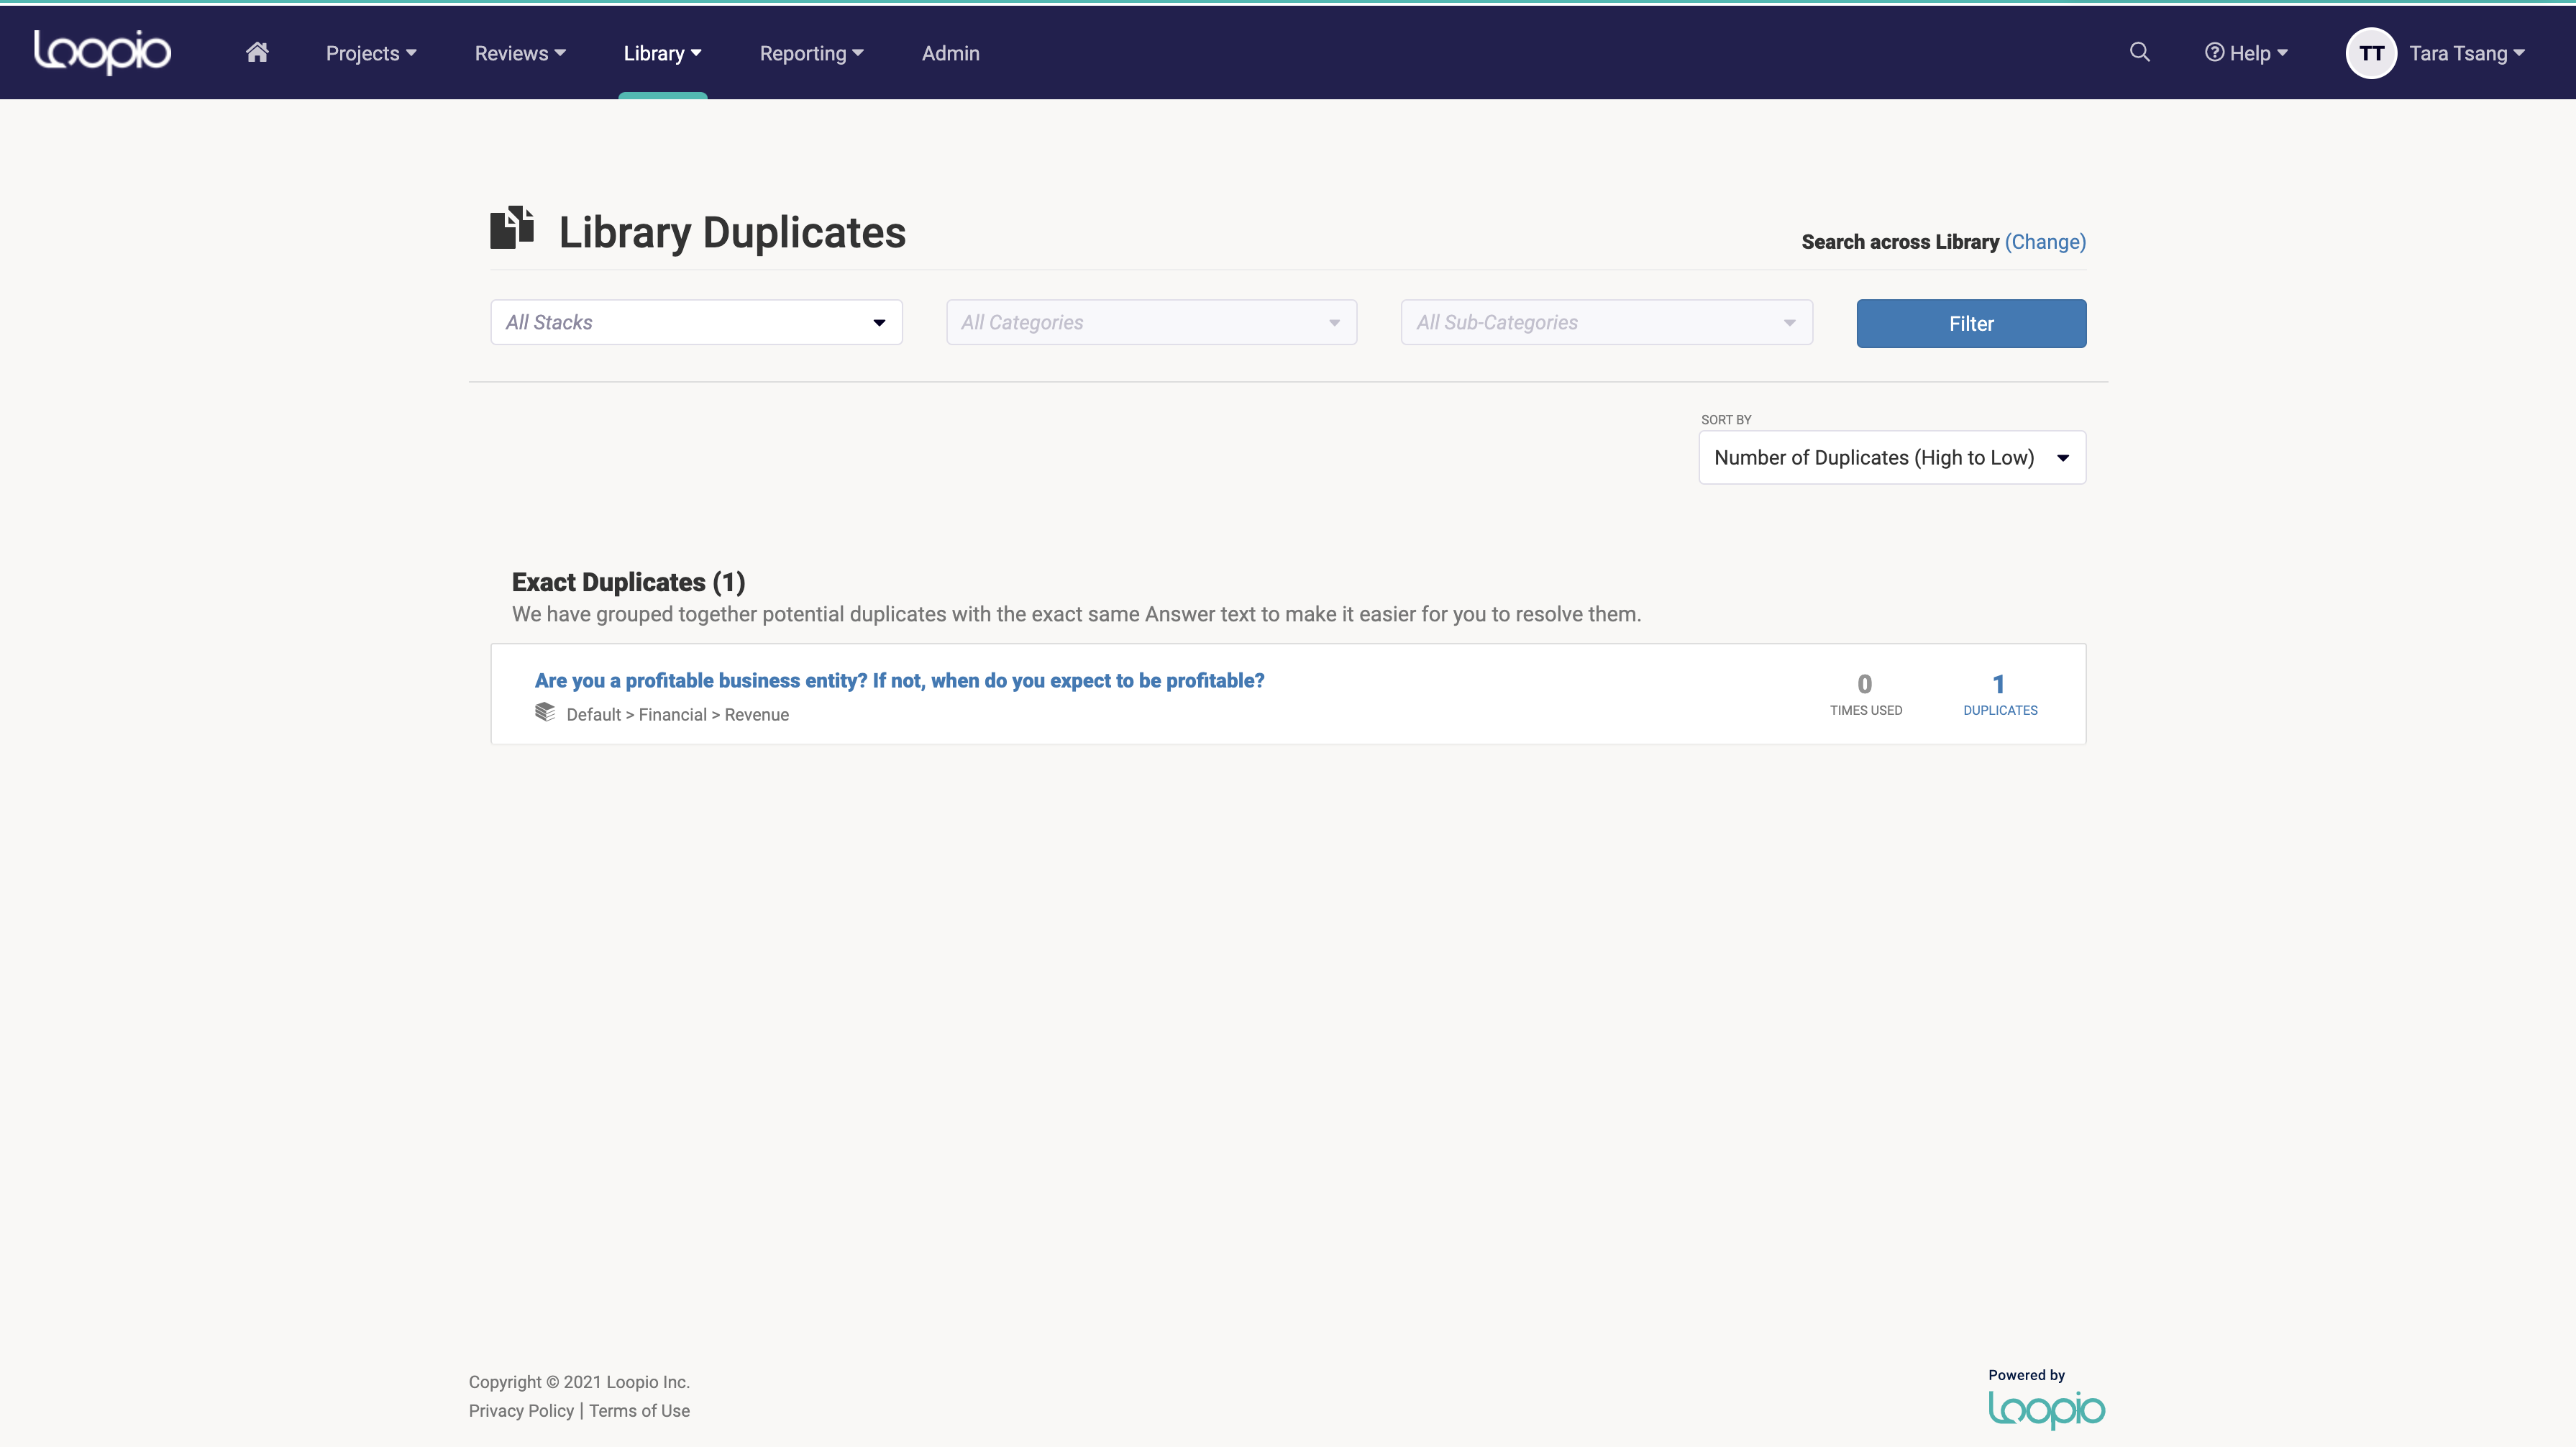 loopio
Projects
Reviews
Library
Reporting
Admin
Help
TT
Tara Tsang
Library Duplicates
Search across Library (Change)
All Stacks
All Categories
All Sub-Categories
Filter
SORT BY
Number of Duplicates (High to Low)
Exact Duplicates (1)
We have grouped together potential duplicates with the exact same Answer text to make it easier for you to resolve them.
Are you a profitable business entity? If not, when do you expect to be profitable?
Default > Financial > Revenue
0
TIMES USED
1
DUPLICATES
Copyright © 2021 Loopio Inc.
Privacy Policy | Terms of Use
Powered by
loopio